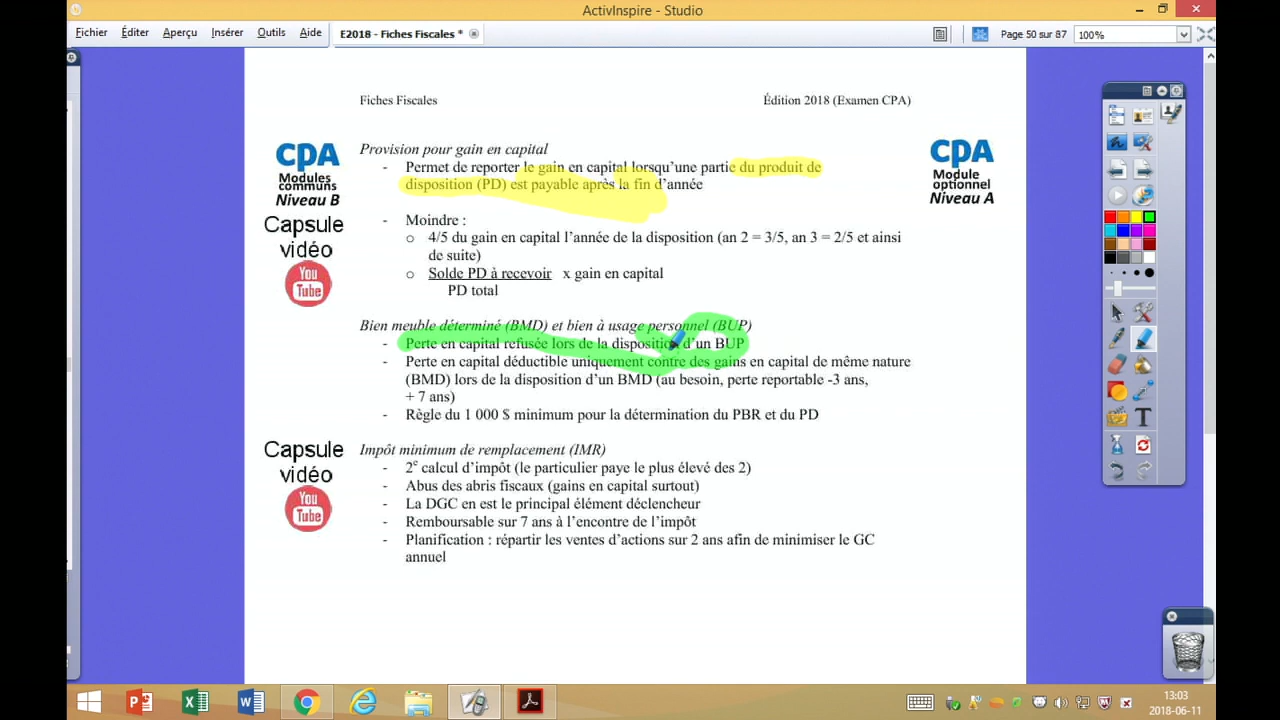 ActivInspire - Studio
Fichier Éditer Aperçu Insérer Outils Aide
E2018 - Fiches Fiscales *
Page 50 sur 87
100%
Fiches Fiscales
Édition 2018 (Examen CPA)
CPA
Modules
communs
Niveau B
Capsule
vidéo
You
Tube
CPA
Module
optionnel
Niveau A
Provision pour gain en capital
- Permet de reporter le gain en capital lorsqu'une partie du produit de
disposition (PD) est payable après la fin d'année
- Moindre :
o 4/5 du gain en capital l'année de la disposition (an 2 = 3/5, an 3 = 2/5 et ainsi
de suite)
o Solde PD à recevoir x gain en capital
PD total
Bien meuble déterminé (BMD) et bien à usage personnel (BUP)
- Perte en capital refusée lors de la disposition d'un BUP
- Perte en capital déductible uniquement contre des gains en capital de même nature
(BMD) lors de la disposition d'un BMD (au besoin, perte reportable -3 ans,
+ 7 ans)
- Règle du 1 000 $ minimum pour la détermination du PBR et du PD
Capsule
vidéo
You
Tube
Impôt minimum de remplacement (IMR)
- 2e calcul d'impôt (le particulier paye le plus élevé des 2)
- Abus des abris fiscaux (gains en capital surtout)
- La DGC en est le principal élément déclencheur
- Remboursable sur 7 ans à l'encontre de l'impôt
- Planification : répartir les ventes d'actions sur 2 ans afin de minimiser le GC
annuel
13:03
2018-06-11